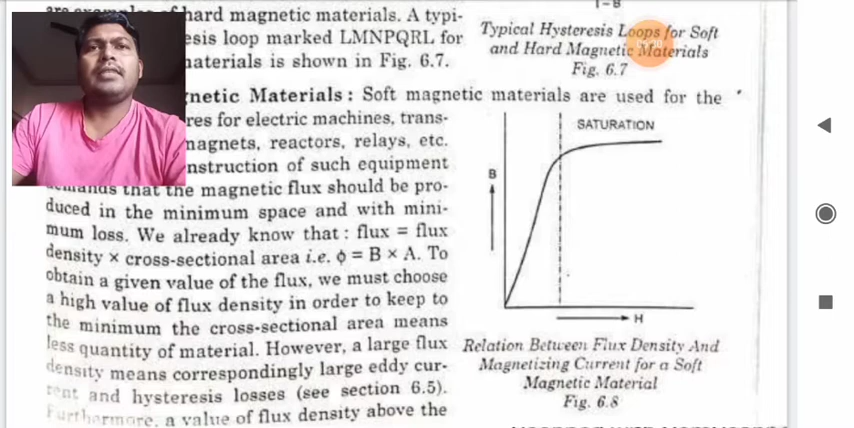 are examples of hard magnetic materials. A typi-
esis loop marked LMNPQRL for
aterials is shown in Fig. 6.7.
Typical Hysteresis Loops for Soft
and Hard Magnetic Materials
Fig. 6.7
netic Materials : Soft magnetic materials are used for the
res for electric machines, trans-
nagnets, reactors, relays, etc.
nstruction of such equipment
demands that the magnetic flux should be pro-
duced in the minimum space and with mini-
mum loss. We already know that : flux = flux
density × cross-sectional area i.e. ϕ = B × A. To
obtain a given value of the flux, we must choose
a high value of flux density in order to keep to
the minimum the cross-sectional area means
less quantity of material. However, a large flux
density means correspondingly large eddy cur-
rent and hysteresis losses (see section 6.5).
Furthermore, a value of flux density above the
SATURATION
B
H
Relation Between Flux Density And
Magnetizing Current for a Soft
Magnetic Material
Fig. 6.8